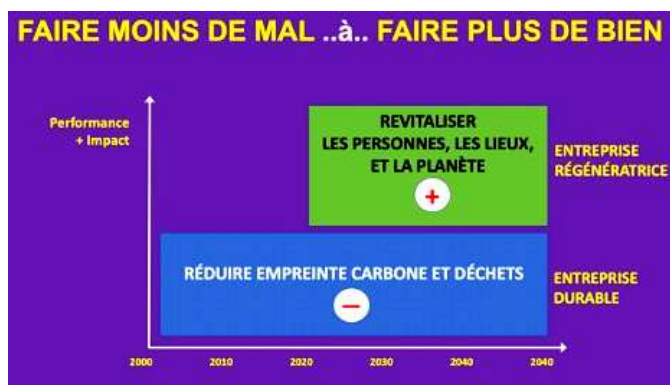 FAIRE MOINS DE MAL ..à.. FAIRE PLUS DE BIEN
Performance
+ Impact
REVITALISER
LES PERSONNES, LES LIEUX,
ET LA PLANÈTE
+
ENTREPRISE
RÉGÉNÉRATRICE
RÉDUIRE EMPREINTE CARBONE ET DÉCHETS
−
ENTREPRISE
DURABLE
2000 2010 2020 2030 2040 2040